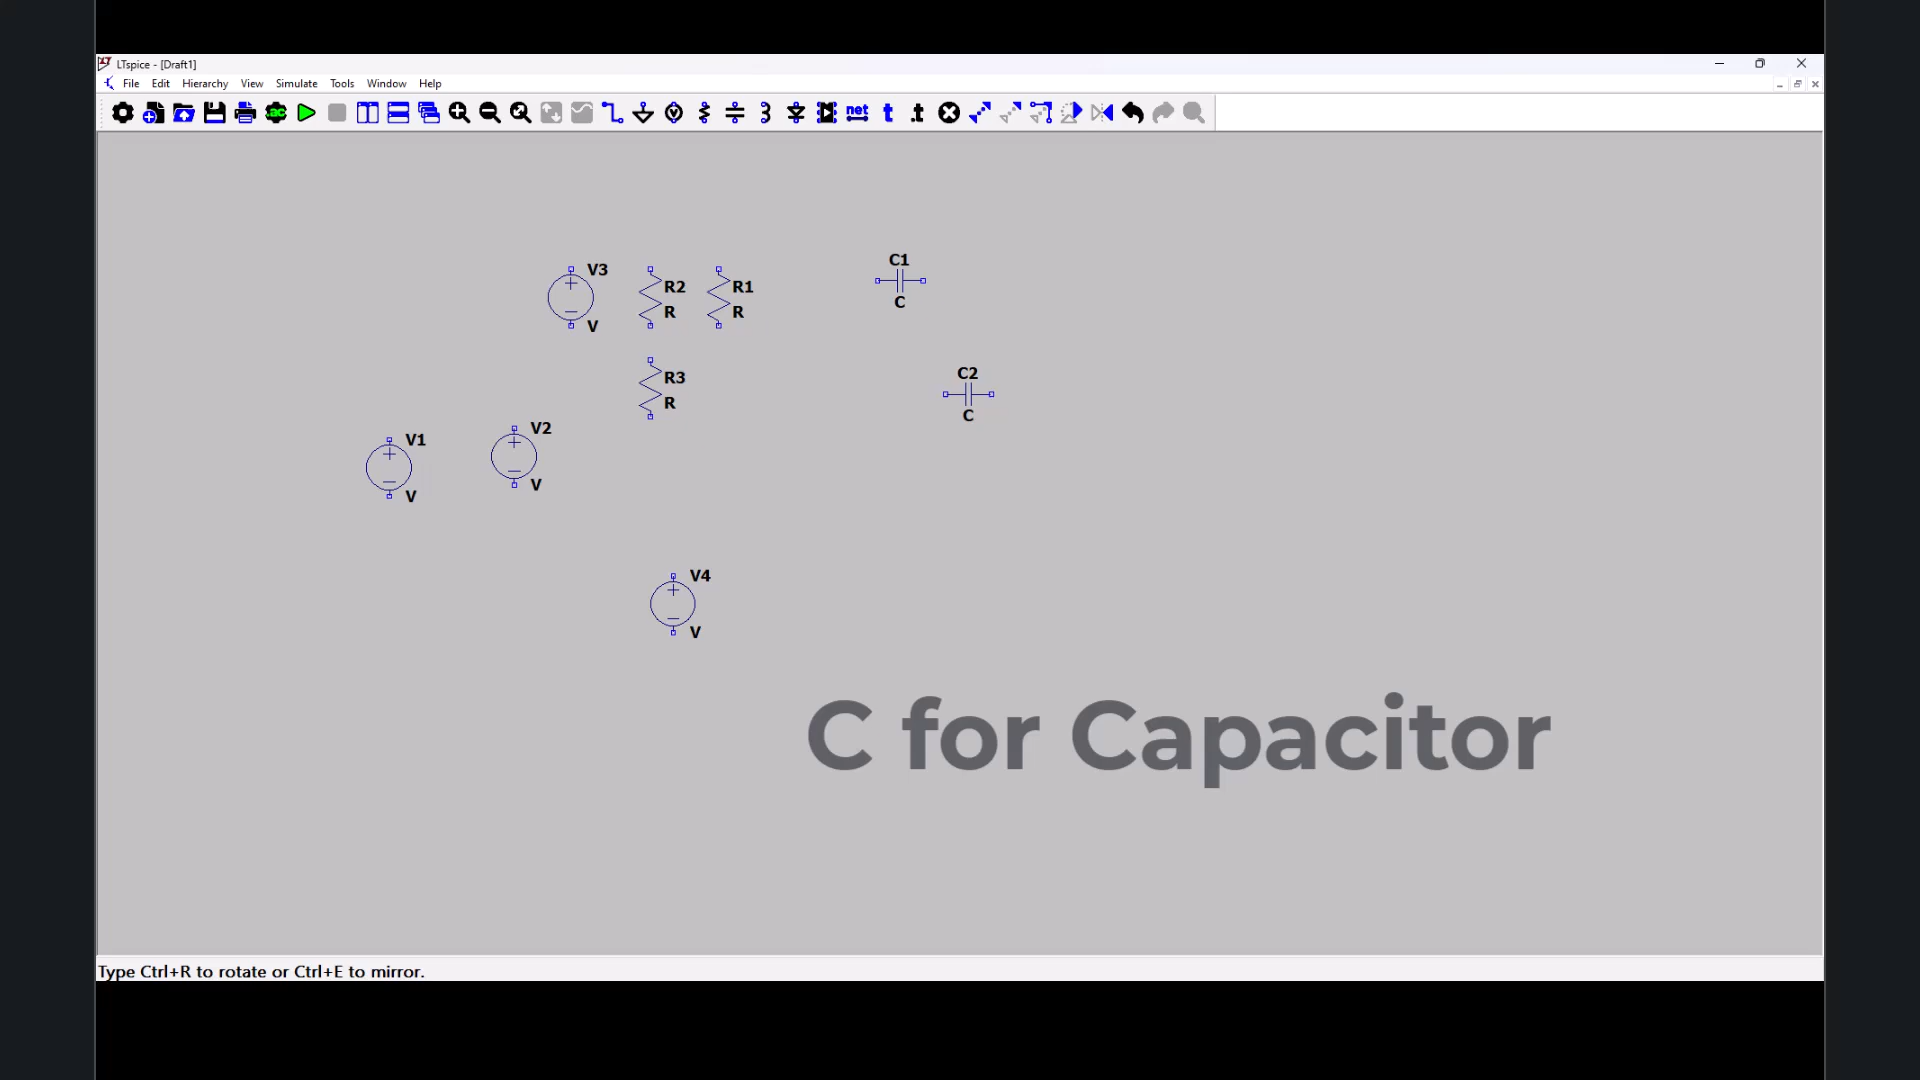 LTspice - [Draft1]
File Edit Hierarchy View Simulate Tools Window Help
ac net t .t
C1
C
V3
V
R2
R
R1
R
C2
C
R3
R
V1
V
V2
V
V4
V
C for Capacitor
Type Ctrl+R to rotate or Ctrl+E to mirror.